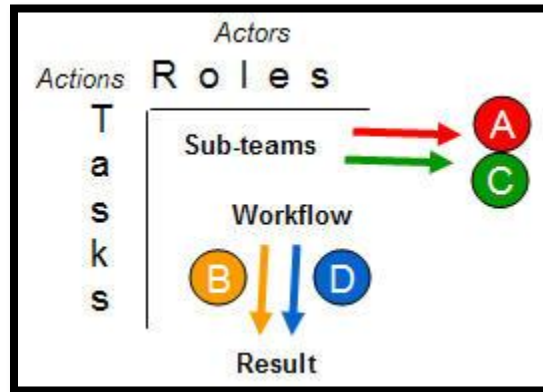 Actors
Actions Roles
Tasks
Sub-teams
A
C
Workflow
B D
Result